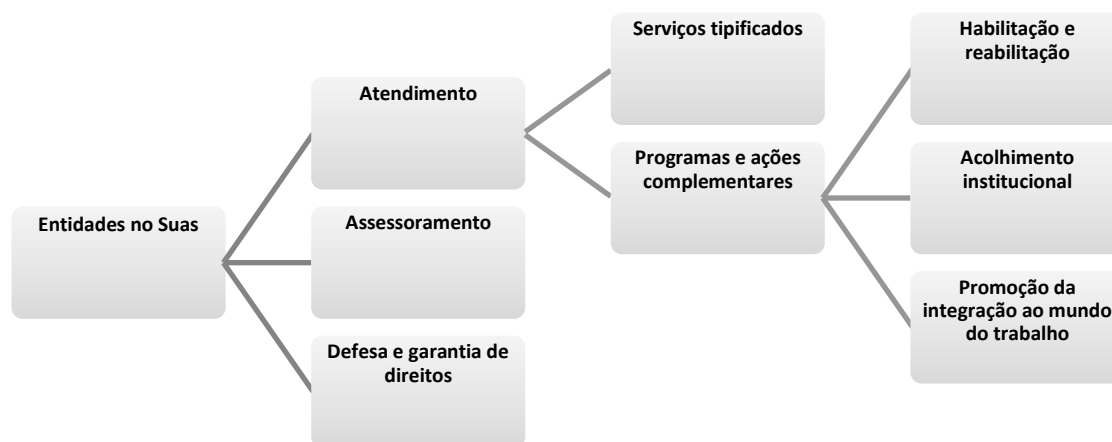 Entidades no Suas
Atendimento
Assessoramento
Defesa e garantia de
direitos
Serviços tipificados
Programas e ações
complementares
Habilitação e
reabilitação
Acolhimento
institucional
Promoção da
integração ao mundo
do trabalho